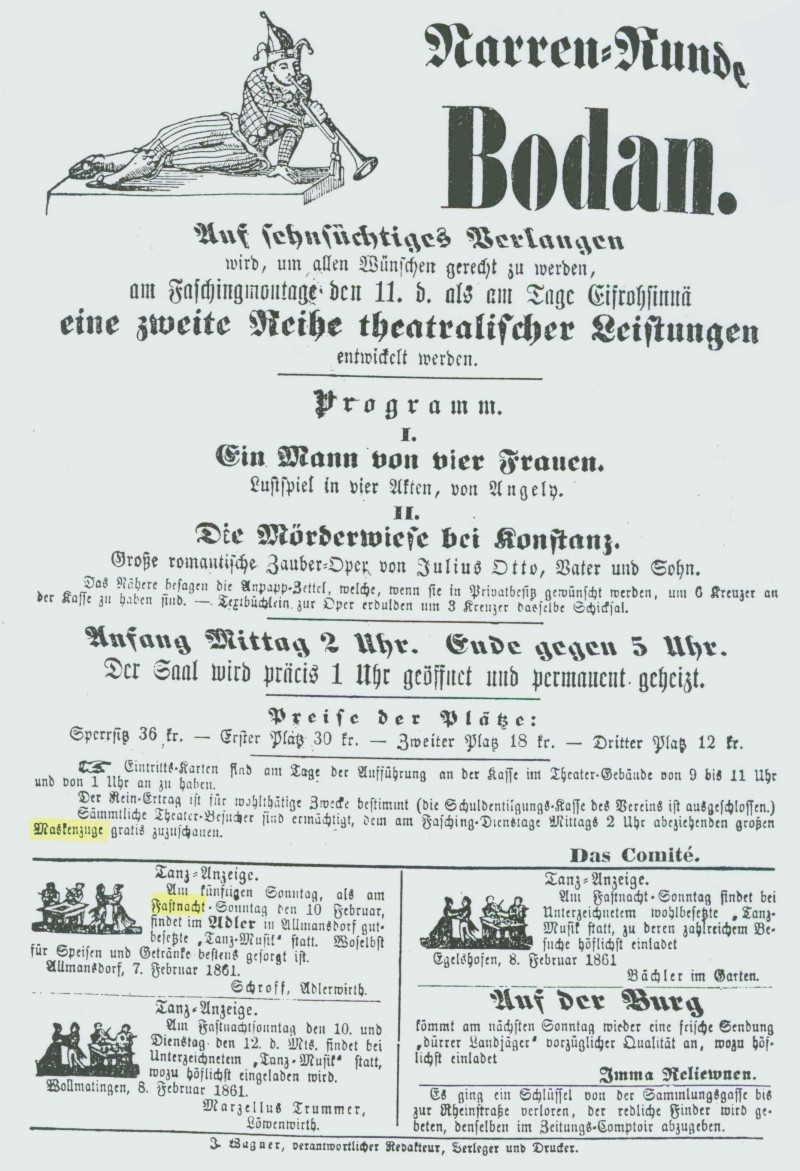 Narren-Runde
Bodan.
Auf sehnsüchtiges Verlangen
wird, um allen Wünschen gerecht zu werden,
am Faschingmontage den 11. d. als am Tage Eifrohsinnä
eine zweite Reihe theatralischer Leistungen
entwickelt werden.
Programm.
I.
Ein Mann von vier Frauen.
Lustspiel in vier Akten, von Angely.
II.
Die Mörderwiese bei Konstanz.
Große romantische Zauber-Oper von Julius Otto, Vater und Sohn.
Das Nähere besagen die Anpapp-Zettel, welche, wenn sie in Privatbesitz gewünscht werden, um 6 Kreuzer an
der Kasse zu haben sind. — Textbüchlein zur Oper erdulden um 3 Kreuzer dasselbe Schicksal.
Anfang Mittag 2 Uhr. Ende gegen 5 Uhr.
Der Saal wird präcis 1 Uhr geöffnet und permanent geheizt.
Preise der Plätze:
Sperrsitz 36 kr. — Erster Platz 30 kr. — Zweiter Platz 18 kr. — Dritter Platz 12 kr.
☞ Eintritts-Karten sind am Tage der Aufführung an der Kasse im Theater-Gebäude von 9 bis 11 Uhr
und von 1 Uhr an zu haben.
Der Rein-Ertrag ist für wohlthätige Zwecke bestimmt (die Schuldentilgungs-Kasse des Vereins ist ausgeschlossen.)
Sämmtliche Theater-Besucher sind ermächtigt, dem am Fasching-Dienstage Mittags 2 Uhr abziehenden großen
Maskenzuge gratis zuzuschauen.
Das Comité.
Tanz-Anzeige.
Am künftigen Sonntag, als am
Fastnacht-Sonntag den 10 Februar,
findet im Adler in Allmansdorf gut-
besetzte „Tanz-Musik“ statt. Woselbst
für Speisen und Getränke bestens gesorgt ist.
Allmansdorf, 7. Februar 1861.
Schroff, Adlerwirth.
Tanz-Anzeige.
Am Fastnachtsonntag den 10. und
Dienstag den 12. d. Mts. findet bei
Unterzeichnetem „Tanz-Musik“ statt,
wozu höflichst eingeladen wird.
Wollmatingen, 8. Februar 1861.
Marzellus Trummer,
Löwenwirth.
Tanz-Anzeige.
Am Fastnacht-Sonntag findet bei
Unterzeichnetem wohlbesetzte „Tanz-
Musik statt, zu deren zahlreichem Be-
suche höflichst einladet
Egelshofen, 8. Februar 1861
Bächler im Garten.
Auf der Burg
kömmt am nächsten Sonntag wieder eine frische Sendung
„dürrer Landjäger“ vorzüglicher Qualität an, wozu höf-
lichst einladet
Imma Reliewnen.
Es ging ein Schlüssel von der Sammlungsgasse bis
zur Rheinstraße verloren, der redliche Finder wird ge-
beten, denselben im Zeitungs-Comptoir abzugeben.
J. Wagner, verantwortlicher Redakteur, Verleger und Drucker.